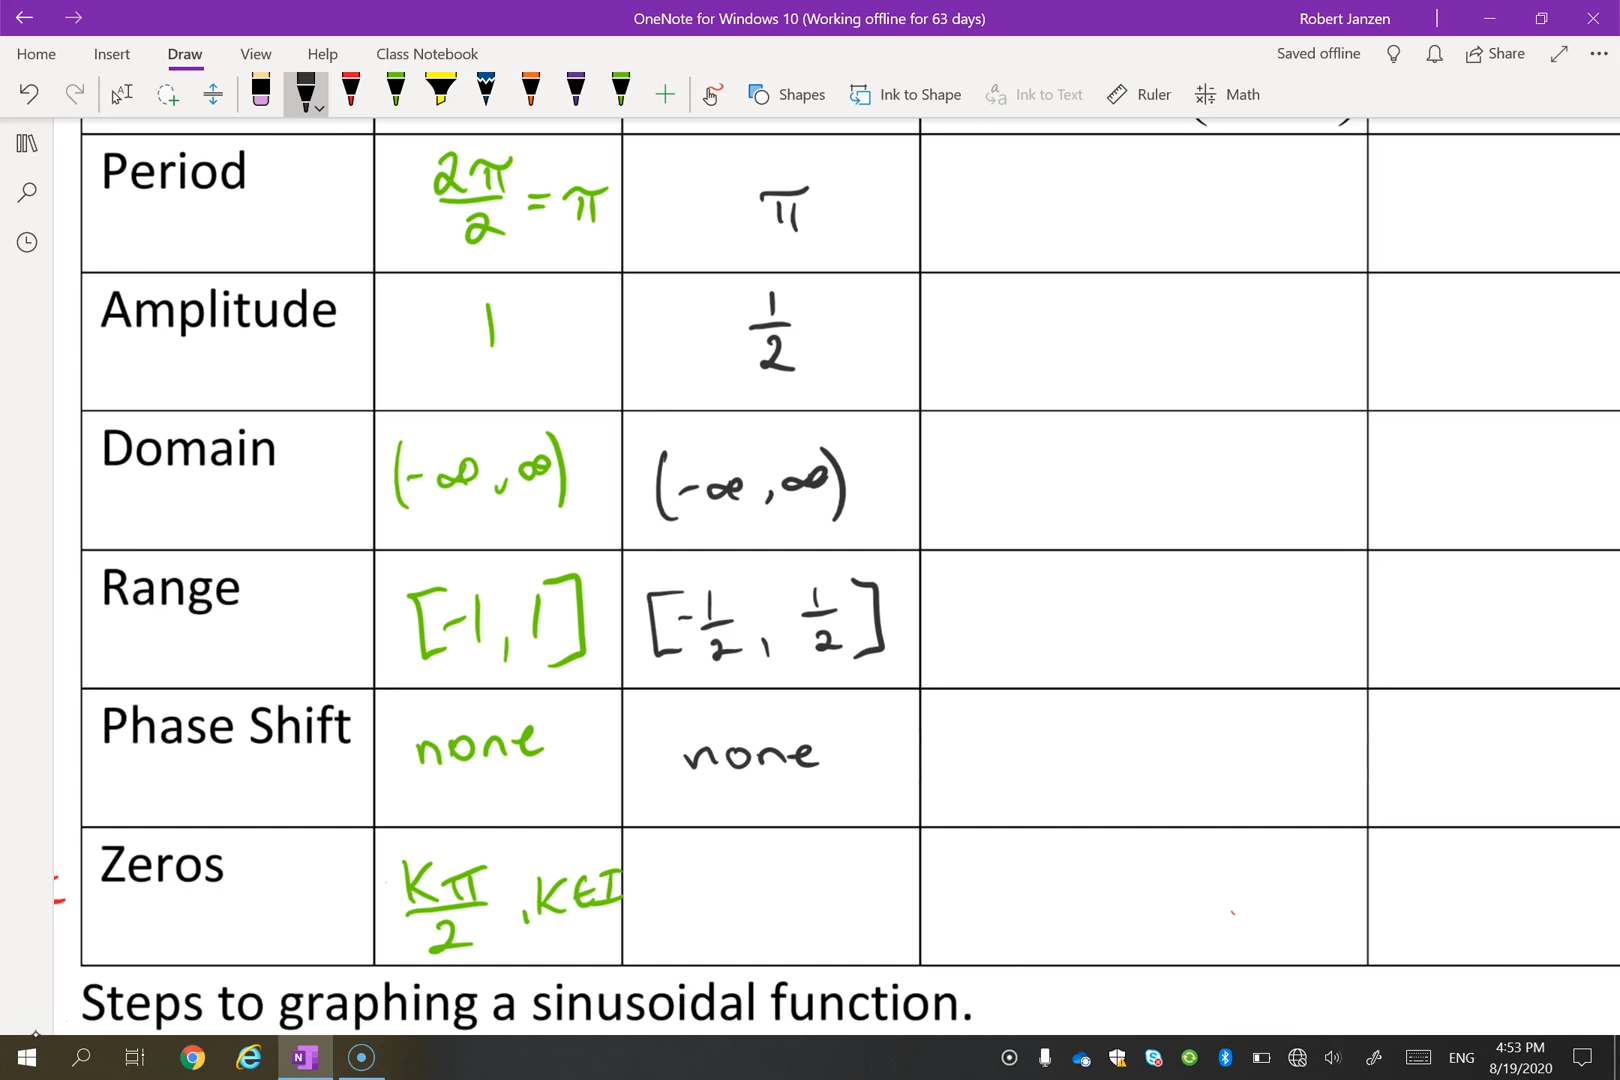 OneNote for Windows 10 (Working offline for 63 days)
Robert Janzen
Home Insert Draw View Help Class Notebook
Saved offline Share
Shapes Ink to Shape Ink to Text Ruler Math
Period 2π/2 = π π
Amplitude 1 1/2
Domain (-∞, ∞) (-∞, ∞)
Range [-1, 1] [-1/2, 1/2]
Phase Shift none none
Zeros Kπ/2, K∈I
Steps to graphing a sinusoidal function.
ENG
4:53 PM
8/19/2020